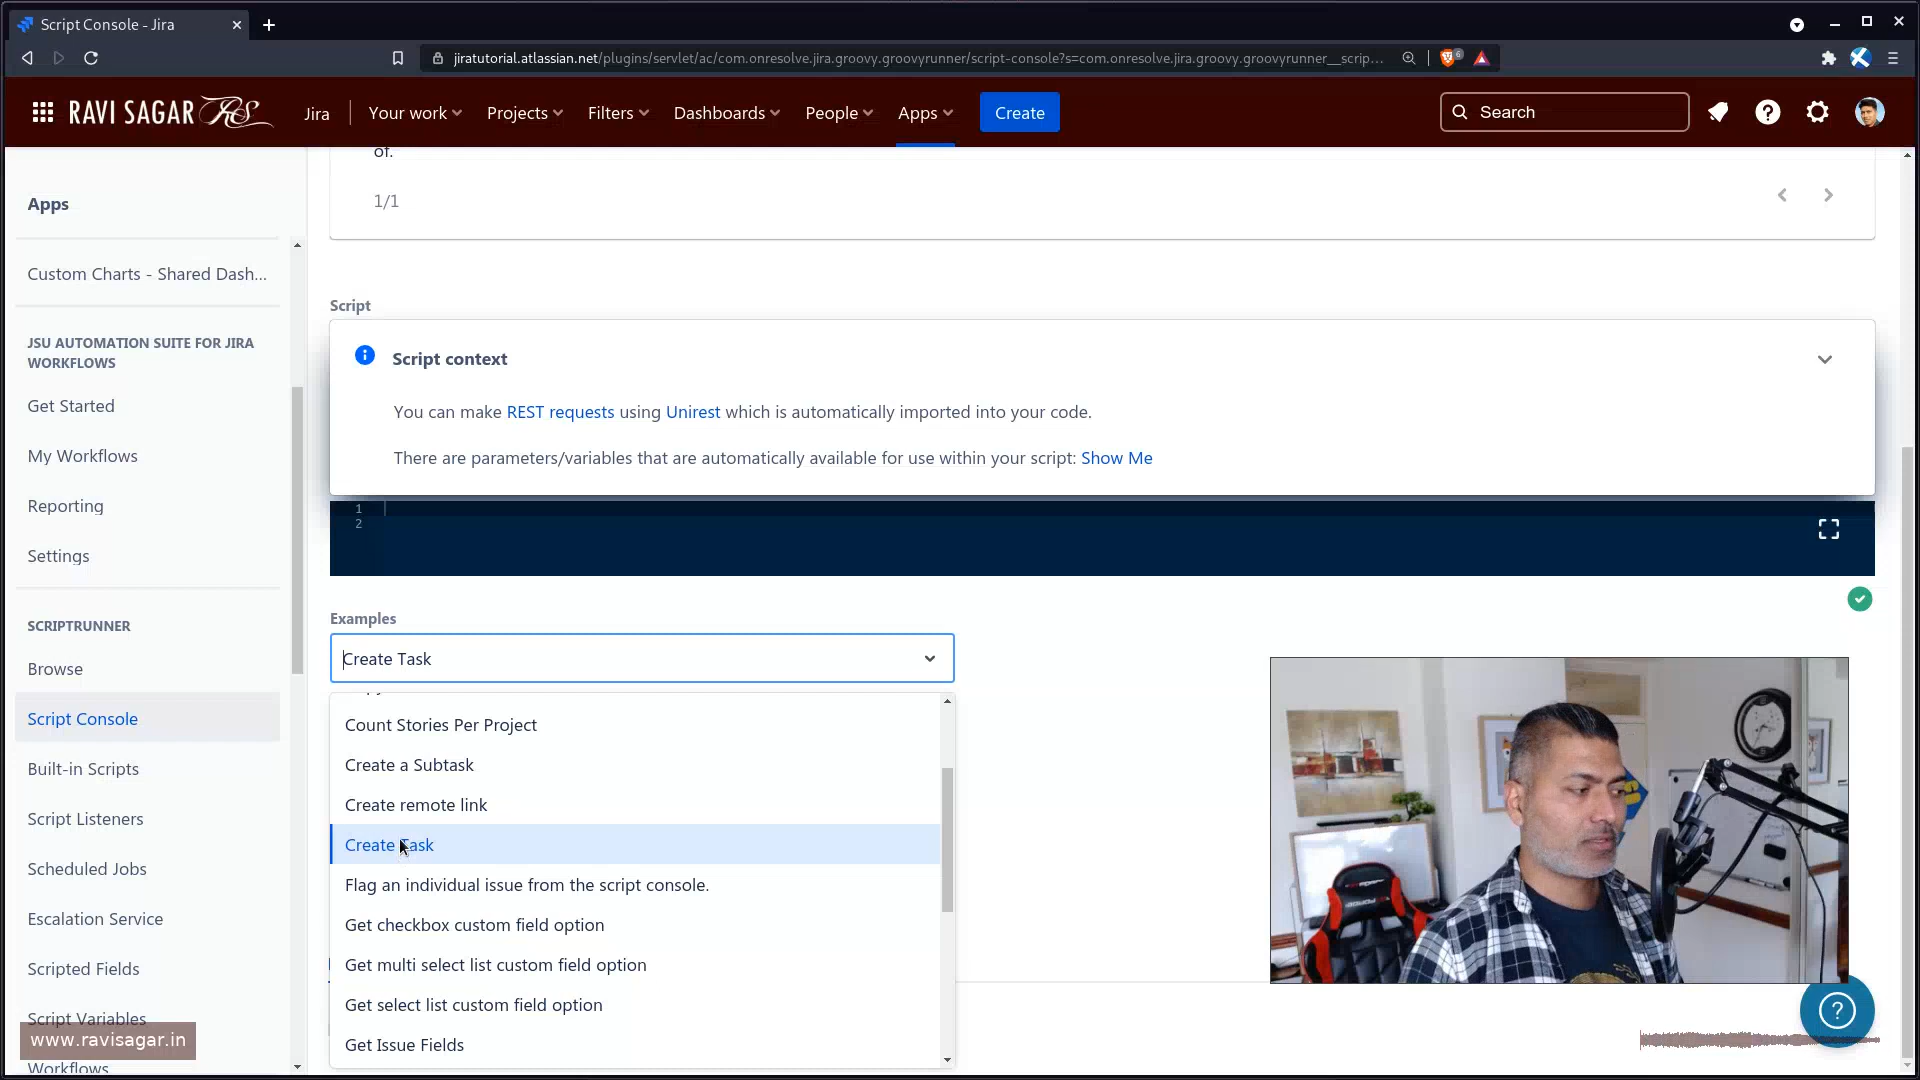 Script Console - Jira
jiratutorial.atlassian.net/plugins/servlet/ac/com.onresolve.jira.groovy.groovyrunner/script-console?s=com.onresolve.jira.groovy.groovyrunner__scrip...
6
RAVI SAGAR RS
Jira
Your work
Projects
Filters
Dashboards
People
Apps
Create
Search
Apps
Custom Charts - Shared Dash...
JSU AUTOMATION SUITE FOR JIRA
WORKFLOWS
Get Started
My Workflows
Reporting
Settings
SCRIPTRUNNER
Browse
Script Console
Built-in Scripts
Script Listeners
Scheduled Jobs
Escalation Service
Scripted Fields
Script Variables
www.ravisagar.in
Workflows
of.
1/1
Script
Script context
You can make REST requests using Unirest which is automatically imported into your code.
There are parameters/variables that are automatically available for use within your script: Show Me
1
2
Examples
Create Task
Count Stories Per Project
Create a Subtask
Create remote link
Create Task
Flag an individual issue from the script console.
Get checkbox custom field option
Get multi select list custom field option
Get select list custom field option
Get Issue Fields